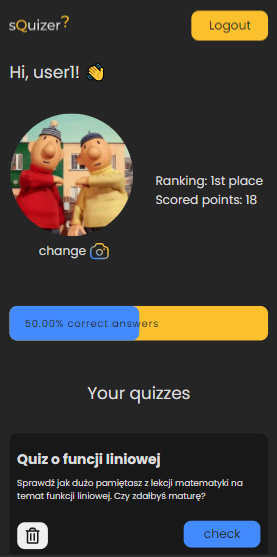 sQuizer?
Logout
Hi, user1! 👋
Ranking: 1st place
Scored points: 18
change
50.00% correct answers
Your quizzes
Quiz o funcji liniowej
Sprawdź jak dużo pamiętasz z lekcji matematyki na
temat funkcji liniowej. Czy zdałbyś maturę?
check